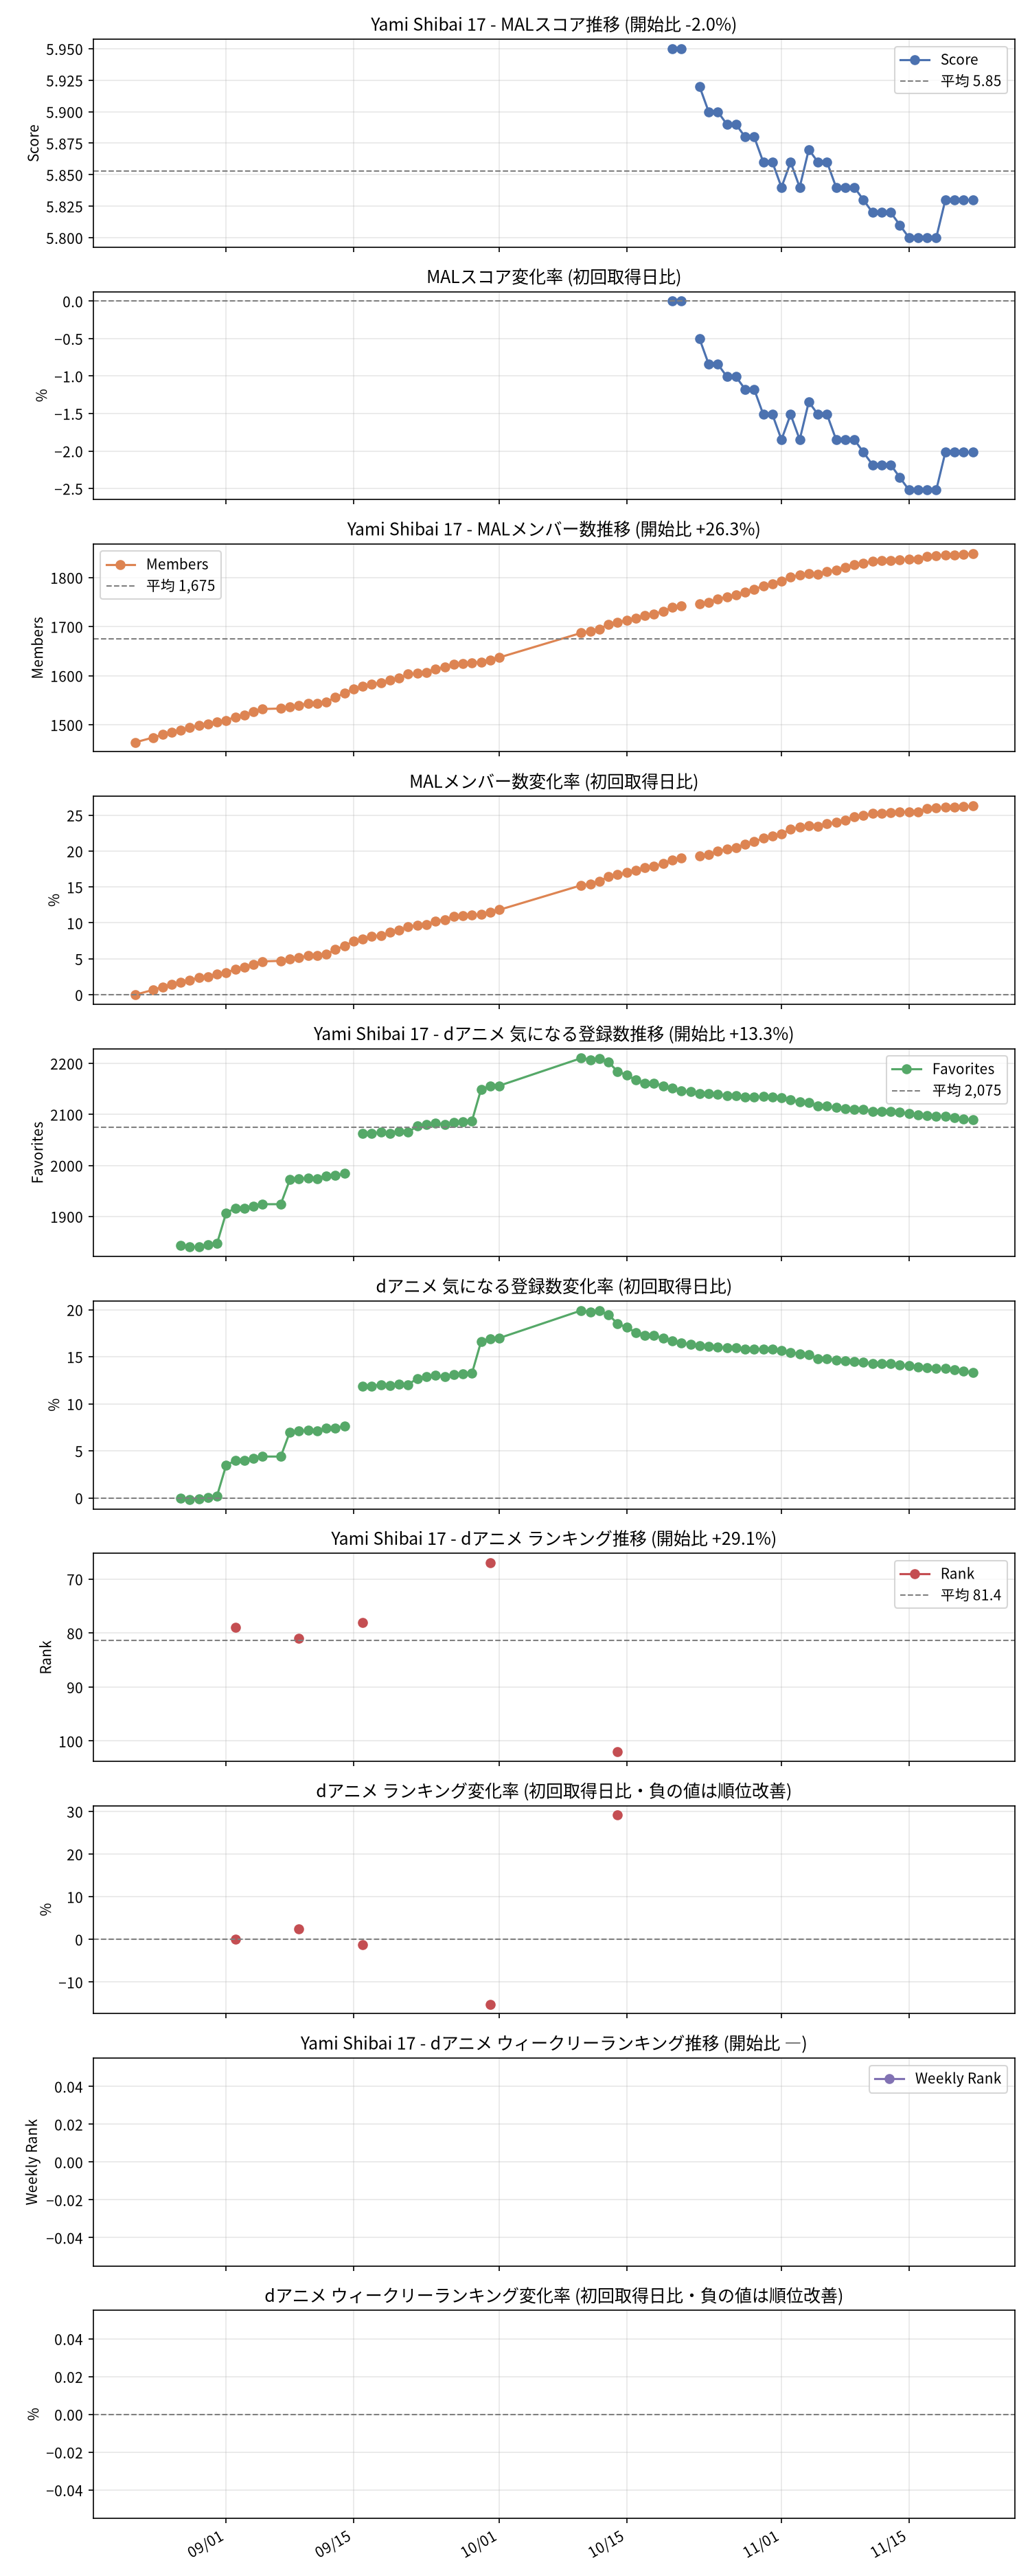 Yami Shibai 17 - MALスコア推移 (開始比 -2.0%)
5.950
5.925
5.900
5.875
5.850
5.825
5.800
Score
Score
平均 5.85
MALスコア変化率 (初回取得日比)
0.0
−0.5
−1.0
−1.5
−2.0
−2.5
%
Yami Shibai 17 - MALメンバー数推移 (開始比 +26.3%)
1800
1700
1600
1500
Members
Members
平均 1,675
MALメンバー数変化率 (初回取得日比)
25
20
15
10
5
0
%
Yami Shibai 17 - dアニメ 気になる登録数推移 (開始比 +13.3%)
2200
2100
2000
1900
Favorites
Favorites
平均 2,075
dアニメ 気になる登録数変化率 (初回取得日比)
20
15
10
5
0
%
Yami Shibai 17 - dアニメ ランキング推移 (開始比 +29.1%)
70
80
90
100
Rank
Rank
平均 81.4
dアニメ ランキング変化率 (初回取得日比・負の値は順位改善)
30
20
10
0
−10
%
Yami Shibai 17 - dアニメ ウィークリーランキング推移 (開始比 —)
0.04
0.02
0.00
−0.02
−0.04
Weekly Rank
Weekly Rank
dアニメ ウィークリーランキング変化率 (初回取得日比・負の値は順位改善)
0.04
0.02
0.00
−0.02
−0.04
%
09/01
09/15
10/01
10/15
11/01
11/15